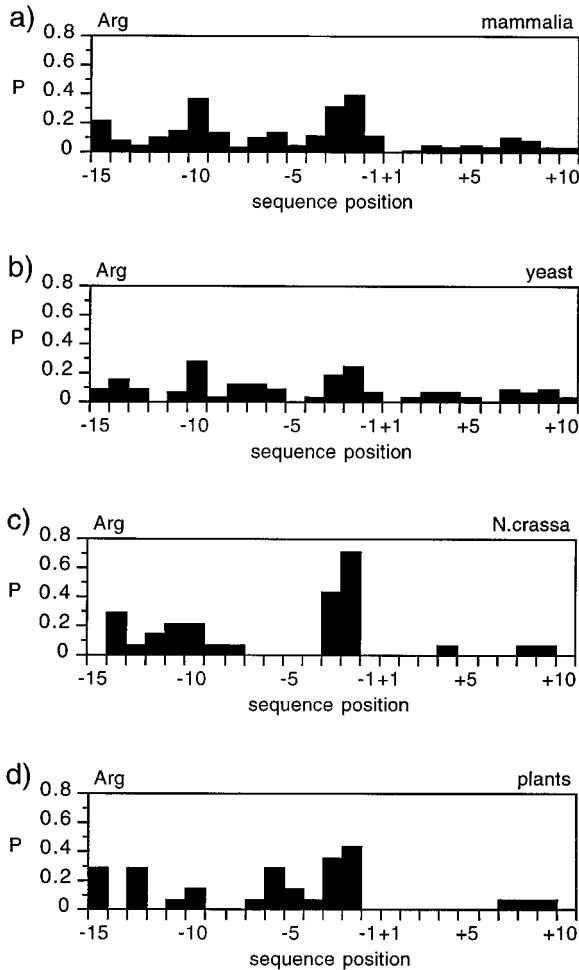 a) Arg mammalia
0.8
0.6
P 0.4
0.2
0
-15 -10 -5 -1 +1 +5 +10
sequence position
b) Arg yeast
0.8
0.6
P 0.4
0.2
0
-15 -10 -5 -1 +1 +5 +10
sequence position
c) Arg N.crassa
0.8
0.6
P 0.4
0.2
0
-15 -10 -5 -1 +1 +5 +10
sequence position
d) Arg plants
0.8
0.6
P 0.4
0.2
0
-15 -10 -5 -1 +1 +5 +10
sequence position